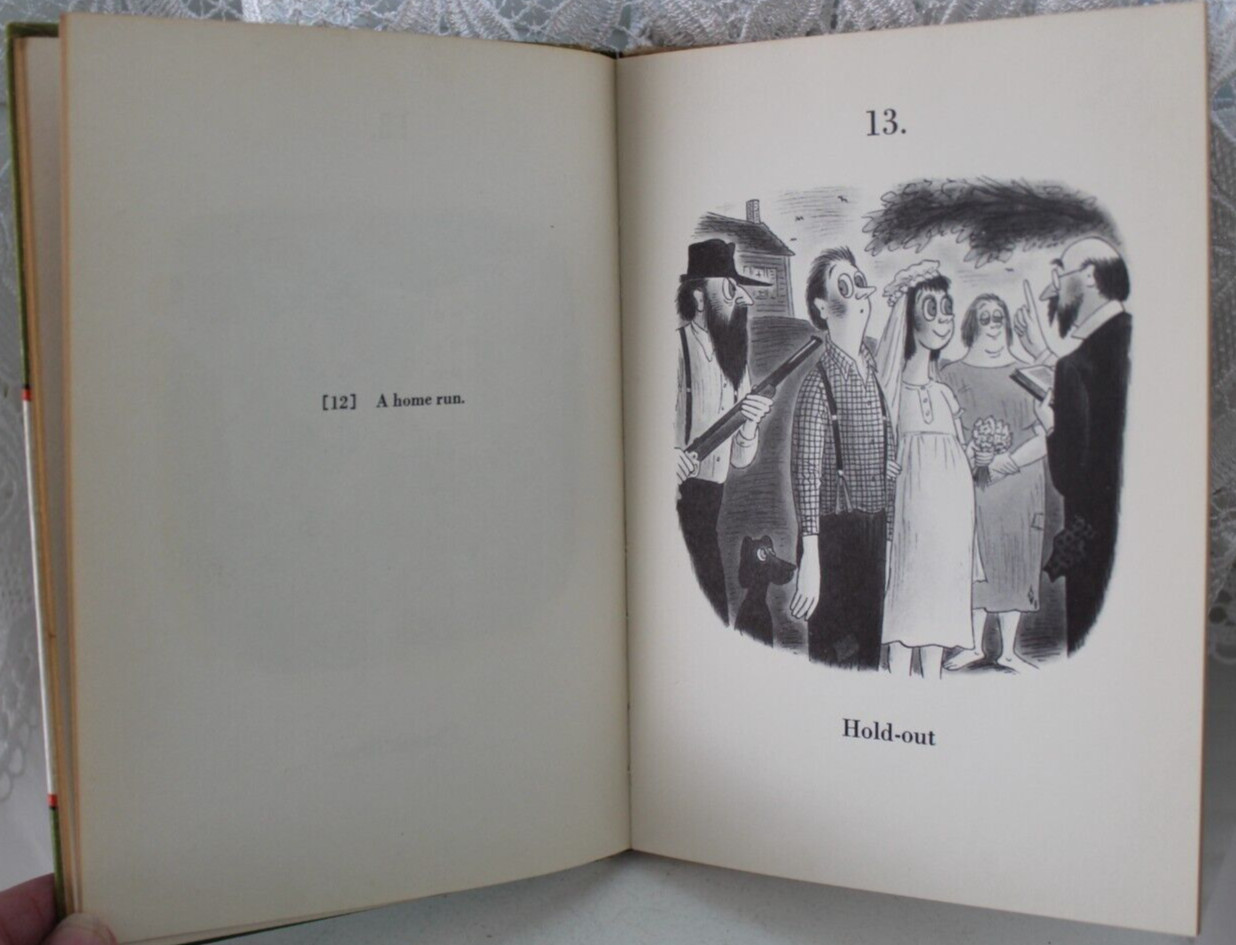 [12] A home run.
13.
Hold-out